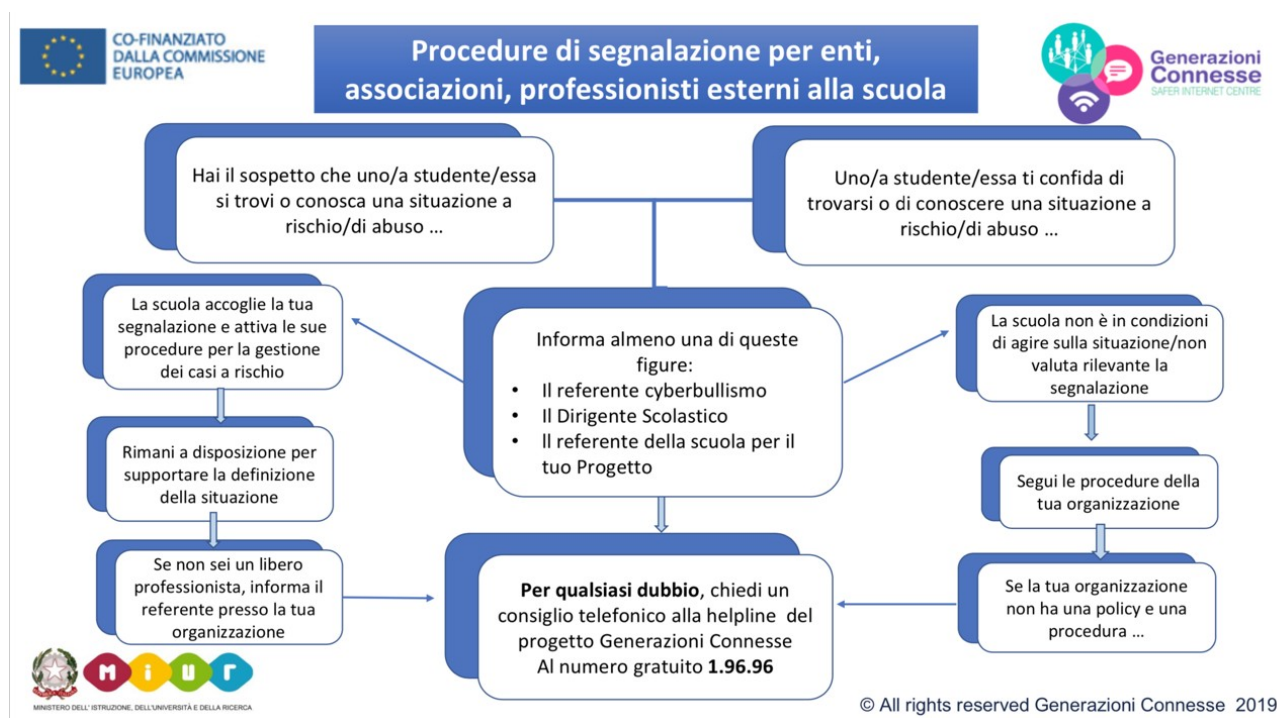 CO-FINANZIATO
DALLA COMMISSIONE
EUROPEA
Procedure di segnalazione per enti,
associazioni, professionisti esterni alla scuola
Generazioni
Connesse
SAFER INTERNET CENTRE
Hai il sospetto che uno/a studente/essa
si trovi o conosca una situazione a
rischio/di abuso ...
Uno/a studente/essa ti confida di
trovarsi o di conoscere una situazione a
rischio/di abuso ...
La scuola accoglie la tua
segnalazione e attiva le sue
procedure per la gestione
dei casi a rischio
Informa almeno una di queste
figure:
• Il referente cyberbullismo
• Il Dirigente Scolastico
• Il referente della scuola per il
tuo Progetto
La scuola non è in condizioni
di agire sulla situazione/non
valuta rilevante la
segnalazione
Rimani a disposizione per
supportare la definizione
della situazione
Segui le procedure della
tua organizzazione
Se non sei un libero
professionista, informa il
referente presso la tua
organizzazione
Per qualsiasi dubbio, chiedi un
consiglio telefonico alla helpline del
progetto Generazioni Connesse
Al numero gratuito 1.96.96
Se la tua organizzazione
non ha una policy e una
procedura ...
miur
MINISTERO DELL' ISTRUZIONE, DELL'UNIVERSITÀ E DELLA RICERCA
© All rights reserved Generazioni Connesse 2019